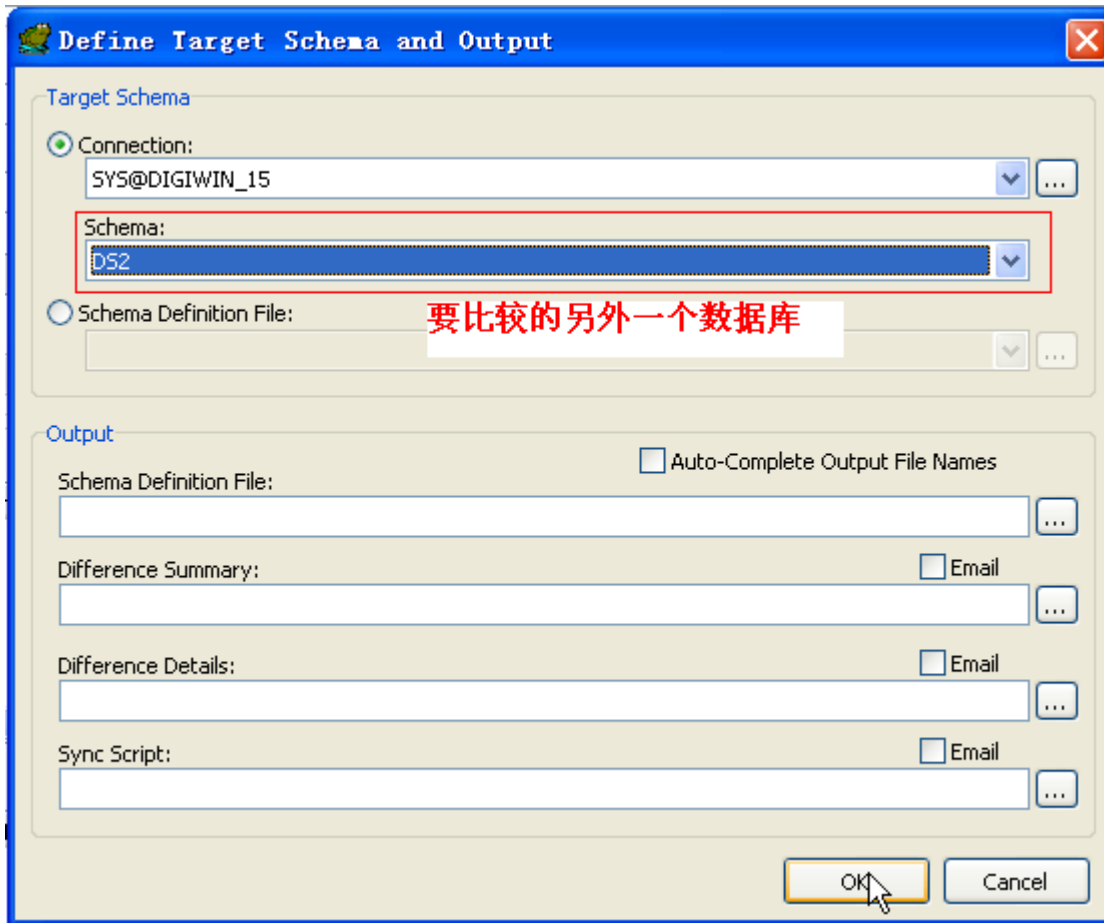 Define Target Schema and Output
Target Schema
Connection:
SYS@DIGIWIN_15
...
Schema:
DS2
Schema Definition File:
要比较的另外一个数据库
...
Output
Auto-Complete Output File Names
Schema Definition File:
...
Difference Summary:
Email
...
Difference Details:
Email
...
Sync Script:
Email
...
OK
Cancel